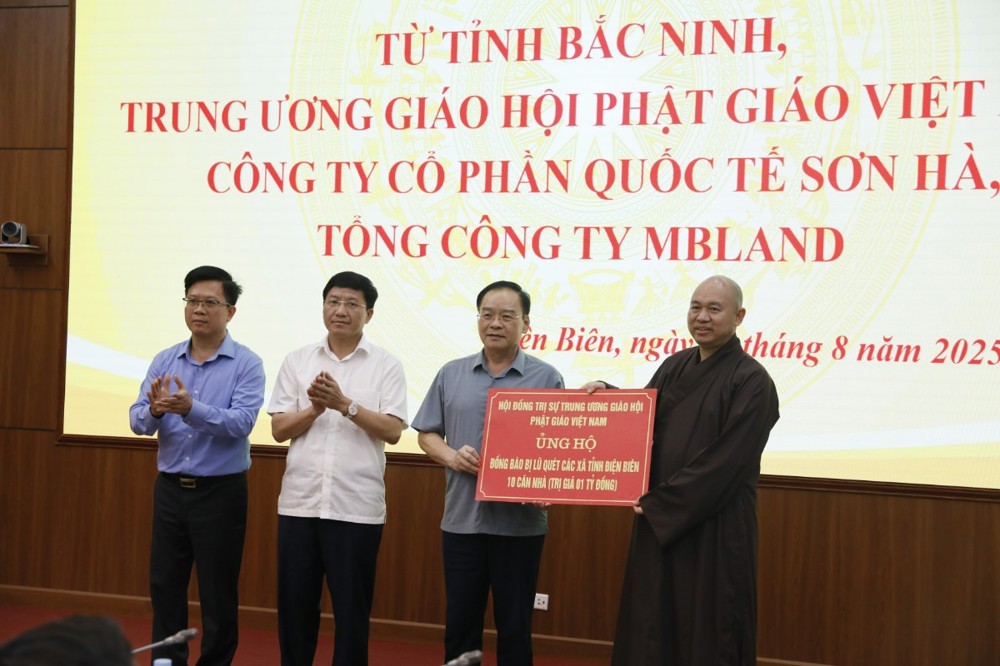 TỪ TỈNH BẮC NINH,
TRUNG ƯƠNG GIÁO HỘI PHẬT GIÁO VIỆT
CÔNG TY CỔ PHẦN QUỐC TẾ SƠN HÀ,
TỔNG CÔNG TY MBLAND
Biên, ngày tháng 8 năm 2025
HỘI ĐỒNG TRỊ SỰ TRUNG ƯƠNG GIÁO HỘI
PHẬT GIÁO VIỆT NAM
ỦNG HỘ
ĐỒNG BÀO BỊ LŨ QUÉT CÁC XÃ TỈNH ĐIỆN BIÊN
10 CĂN NHÀ (TRỊ GIÁ 01 TỶ ĐỒNG)